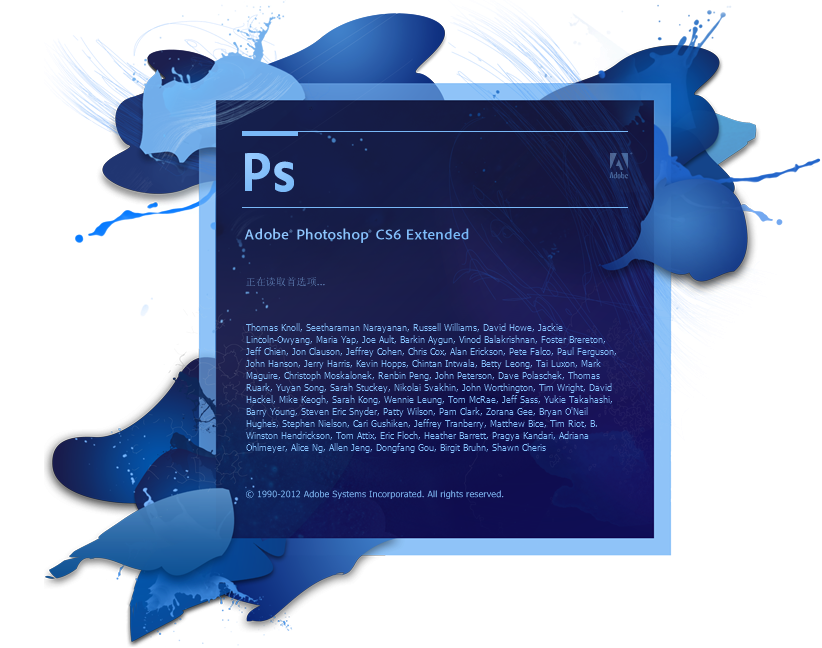 Ps
Adobe
Adobe® Photoshop® CS6 Extended
正在读取首选项...
Thomas Knoll, Seetharaman Narayanan, Russell Williams, David Howe, Jackie
Lincoln-Owyang, Maria Yap, Joe Ault, Barkin Aygun, Vinod Balakrishnan, Foster Brereton,
Jeff Chien, Jon Clauson, Jeffrey Cohen, Chris Cox, Alan Erickson, Pete Falco, Paul Ferguson,
John Hanson, Jerry Harris, Kevin Hopps, Chintan Intwala, Betty Leong, Tai Luxon, Mark
Maguire, Christoph Moskalonek, Renbin Peng, John Peterson, Dave Polaschek, Thomas
Ruark, Yuyan Song, Sarah Stuckey, Nikolai Svakhin, John Worthington, Tim Wright, David
Hackel, Mike Keogh, Sarah Kong, Wennie Leung, Tom McRae, Jeff Sass, Yukie Takahashi,
Barry Young, Steven Eric Snyder, Patty Wilson, Pam Clark, Zorana Gee, Bryan O'Neil
Hughes, Stephen Nielson, Cari Gushiken, Jeffrey Tranberry, Matthew Bice, Tim Riot, B.
Winston Hendrickson, Tom Attix, Eric Floch, Heather Barrett, Pragya Kandari, Adriana
Ohlmeyer, Alice Ng, Allen Jeng, Dongfang Gou, Birgit Bruhn, Shawn Cheris
© 1990-2012 Adobe Systems Incorporated. All rights reserved.